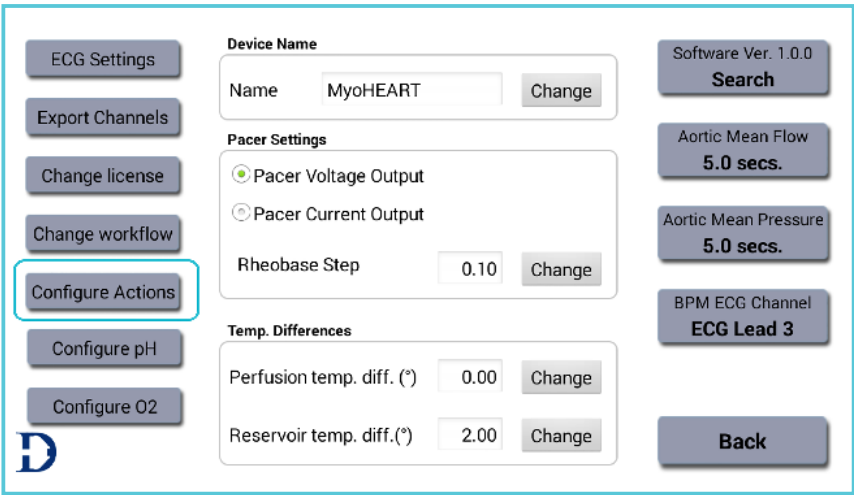 ECG Settings
Export Channels
Change license
Change workflow
Configure Actions
Configure pH
Configure O2
Device Name
Name MyoHEART Change
Pacer Settings
Pacer Voltage Output
Pacer Current Output
Rheobase Step 0.10 Change
Temp. Differences
Perfusion temp. diff. (°) 0.00 Change
Reservoir temp. diff.(°) 2.00 Change
Software Ver. 1.0.0
Search
Aortic Mean Flow
5.0 secs.
Aortic Mean Pressure
5.0 secs.
BPM ECG Channel
ECG Lead 3
Back